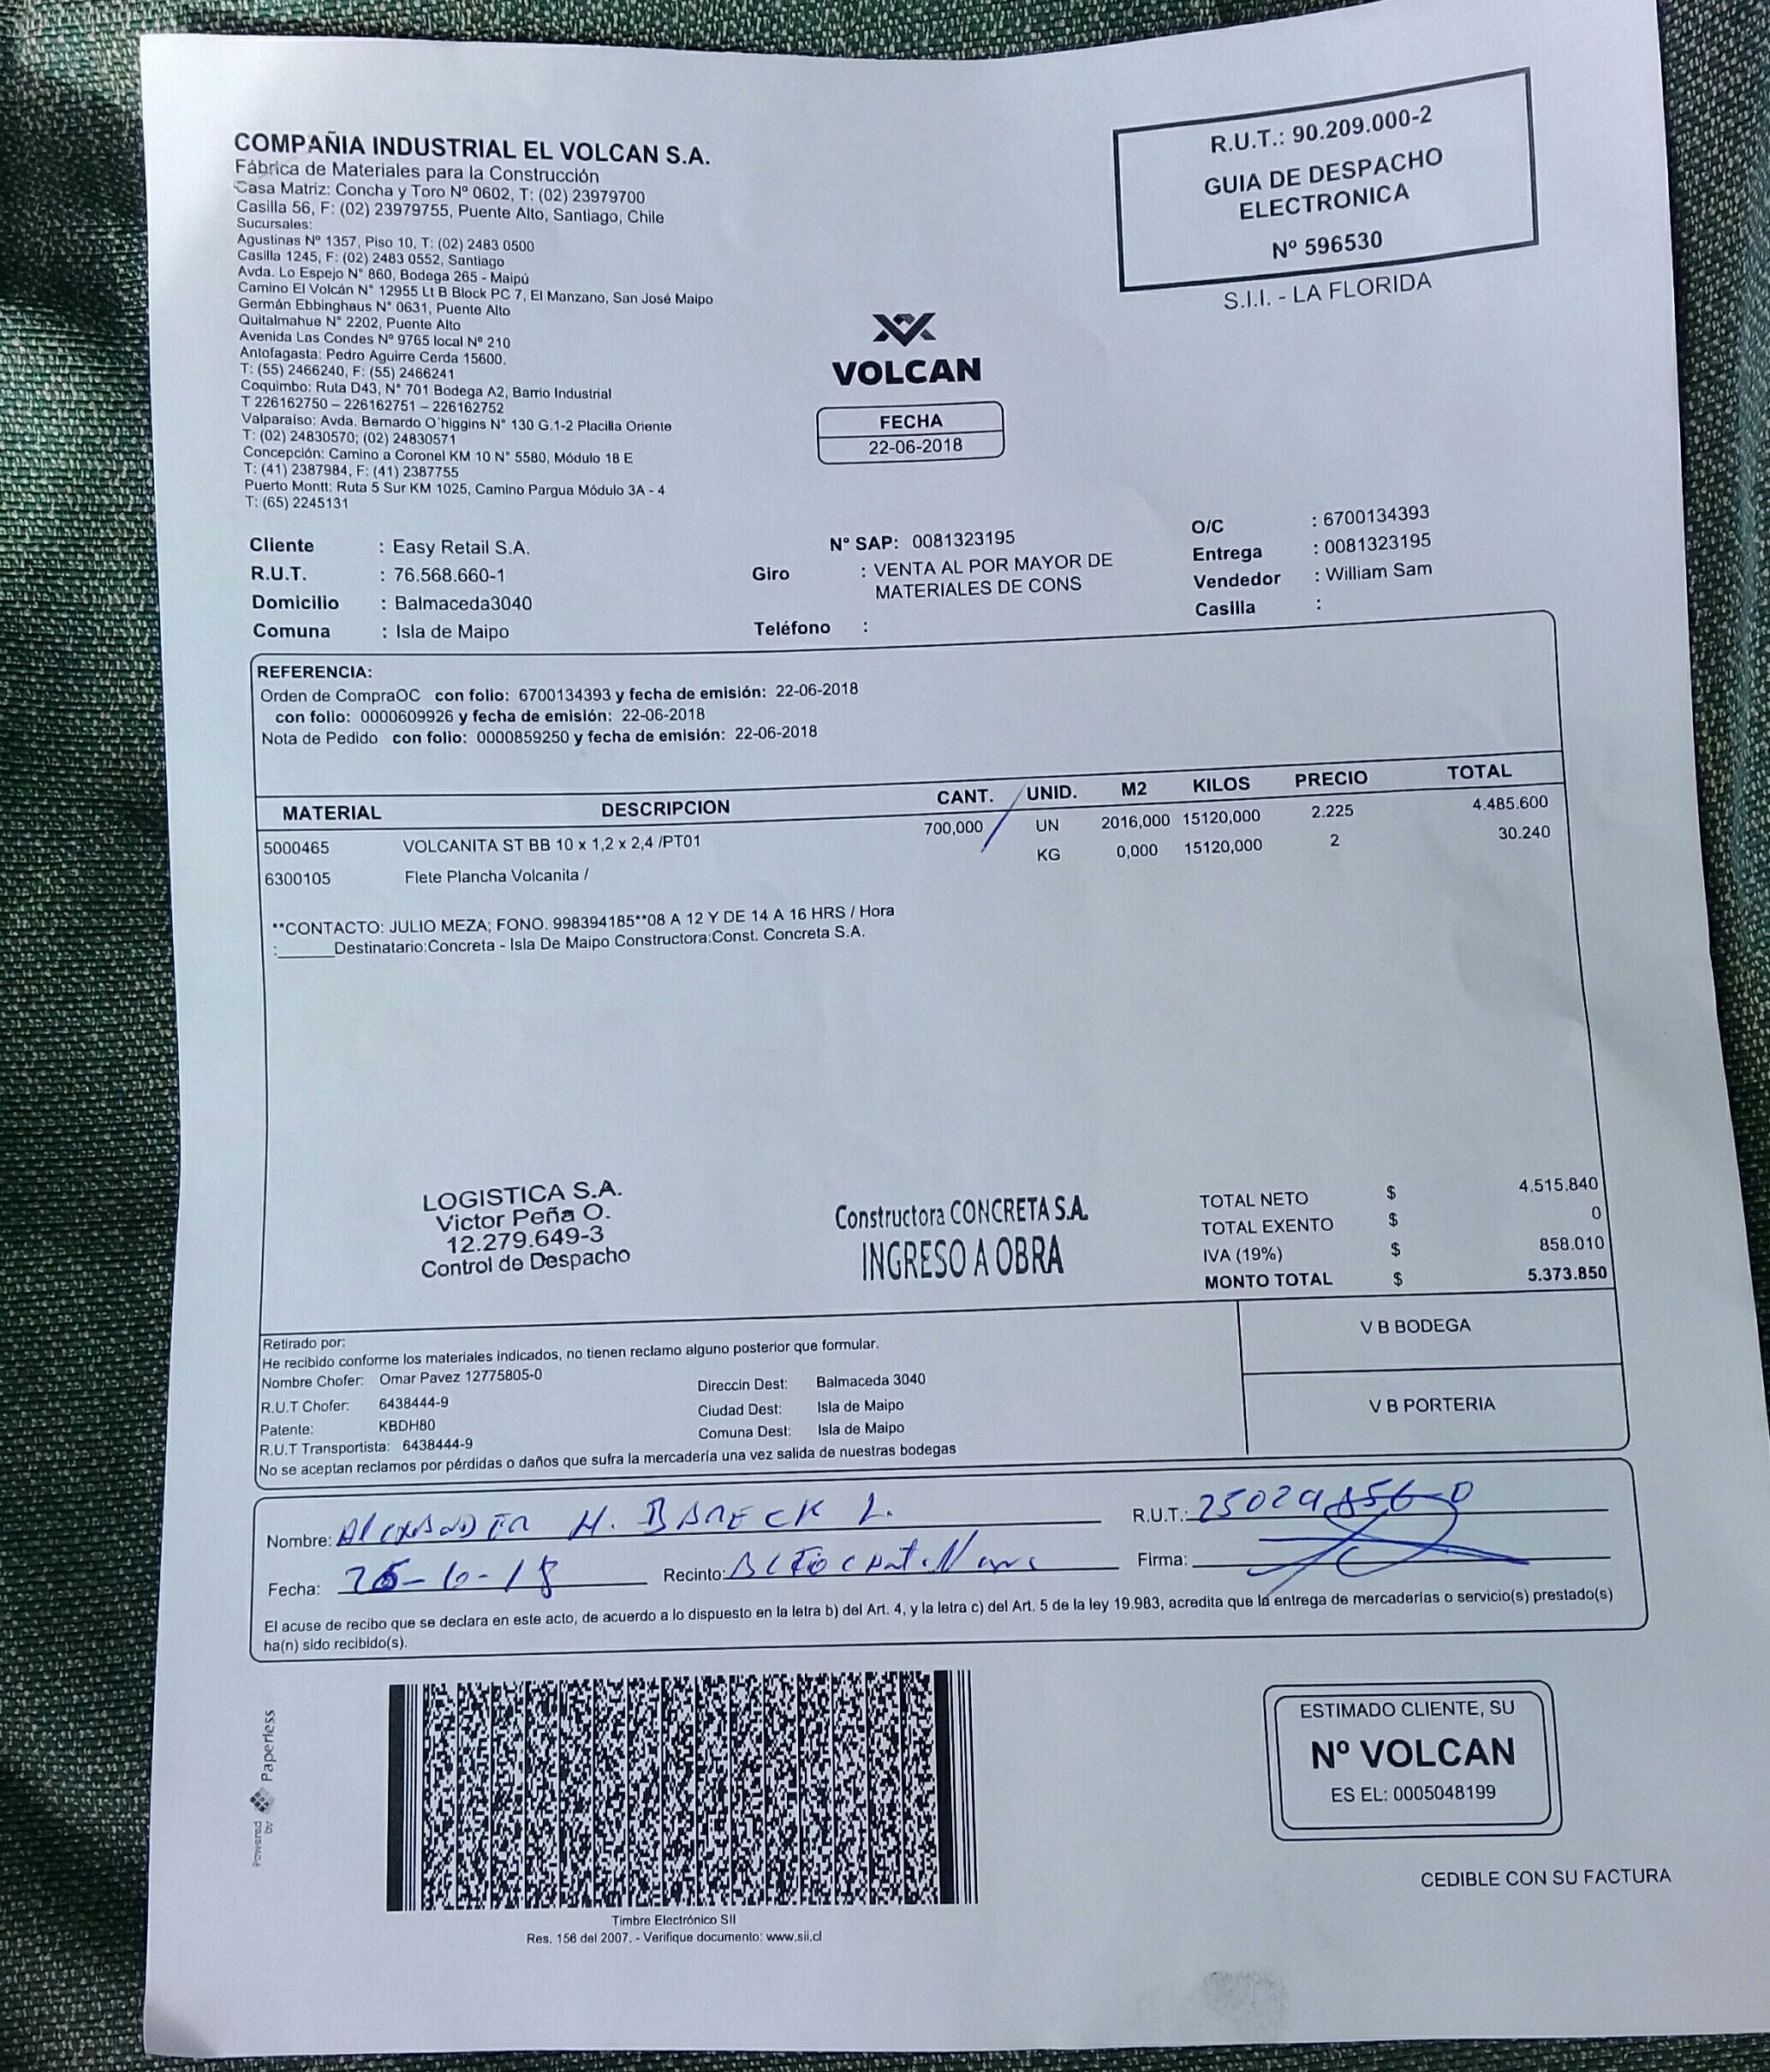 COMPAÑIA INDUSTRIAL EL VOLCAN S.A.
Fábrica de Materiales para la Construcción
Casa Matriz: Concha y Toro Nº 0602, T: (02) 23979700
Casilla 56, F: (02) 23979755, Puente Alto, Santiago, Chile
Sucursales:
Agustinas Nº 1357, Piso 10, T: (02) 2483 0500
Casilla 1245, F: (02) 2483 0552, Santiago
Avda. Lo Espejo N° 860, Bodega 265 - Maipú
Camino El Volcán N° 12955 Lt B Block PC 7, El Manzano, San José Maipo
Germán Ebbinghaus N° 0631, Puente Alto
Quitalmahue N° 2202, Puente Alto
Avenida Las Condes Nº 9765 local Nº 210
Antofagasta: Pedro Aguirre Cerda 15600,
T: (55) 2466240, F: (55) 2466241
Coquimbo: Ruta D43, N° 701 Bodega A2, Barrio Industrial
T 226162750 – 226162751 – 226162752
Valparaíso: Avda. Bernardo O´higgins N° 130 G.1-2 Placilla Oriente
T: (02) 24830570; (02) 24830571
Concepción: Camino a Coronel KM 10 N° 5580, Módulo 18 E
T: (41) 2387984, F: (41) 2387755
Puerto Montt: Ruta 5 Sur KM 1025, Camino Pargua Módulo 3A - 4
T: (65) 2245131
R.U.T.: 90.209.000-2
GUIA DE DESPACHO
ELECTRONICA
Nº 596530
S.I.I. - LA FLORIDA
VOLCAN
FECHA
22-06-2018
Cliente : Easy Retail S.A.
R.U.T. : 76.568.660-1
Domicilio : Balmaceda3040
Comuna : Isla de Maipo
Nº SAP: 0081323195
Giro : VENTA AL POR MAYOR DE
MATERIALES DE CONS
Teléfono :
O/C : 6700134393
Entrega : 0081323195
Vendedor : William Sam
Casilla :
REFERENCIA:
Orden de CompraOC con folio: 6700134393 y fecha de emisión: 22-06-2018
con folio: 0000609926 y fecha de emisión: 22-06-2018
Nota de Pedido con folio: 0000859250 y fecha de emisión: 22-06-2018
MATERIAL DESCRIPCION CANT. UNID. M2 KILOS PRECIO TOTAL
5000465 VOLCANITA ST BB 10 x 1,2 x 2,4 /PT01 700,000 UN 2016,000 15120,000 2.225 4.485.600
6300105 Flete Plancha Volcanita / KG 0,000 15120,000 2 30.240
**CONTACTO: JULIO MEZA; FONO. 998394185**08 A 12 Y DE 14 A 16 HRS / Hora
:______Destinatario:Concreta - Isla De Maipo Constructora:Const. Concreta S.A.
LOGISTICA S.A.
Victor Peña O.
12.279.649-3
Control de Despacho
Constructora CONCRETA S.A.
INGRESO A OBRA
TOTAL NETO $ 4.515.840
TOTAL EXENTO $ 0
IVA (19%) $ 858.010
MONTO TOTAL $ 5.373.850
Retirado por:
He recibido conforme los materiales indicados, no tienen reclamo alguno posterior que formular.
Nombre Chofer: Omar Pavez 12775805-0
R.U.T Chofer: 6438444-9
Patente: KBDH80
R.U.T Transportista: 6438444-9
Direccin Dest: Balmaceda 3040
Ciudad Dest: Isla de Maipo
Comuna Dest: Isla de Maipo
No se aceptan reclamos por pérdidas o daños que sufra la mercadería una vez salida de nuestras bodegas
V B BODEGA
V B PORTERIA
Nombre: H. L.
R.U.T.:
Fecha: -6-18 Recinto:
Firma:
El acuse de recibo que se declara en este acto, de acuerdo a lo dispuesto en la letra b) del Art. 4, y la letra c) del Art. 5 de la ley 19.983, acredita que la entrega de mercaderías o servicio(s) prestado(s)
ha(n) sido recibido(s).
Powered by Paperless
Timbre Electrónico SII
Res. 156 del 2007. - Verifique documento: www.sii.cl
ESTIMADO CLIENTE, SU
Nº VOLCAN
ES EL: 0005048199
CEDIBLE CON SU FACTURA